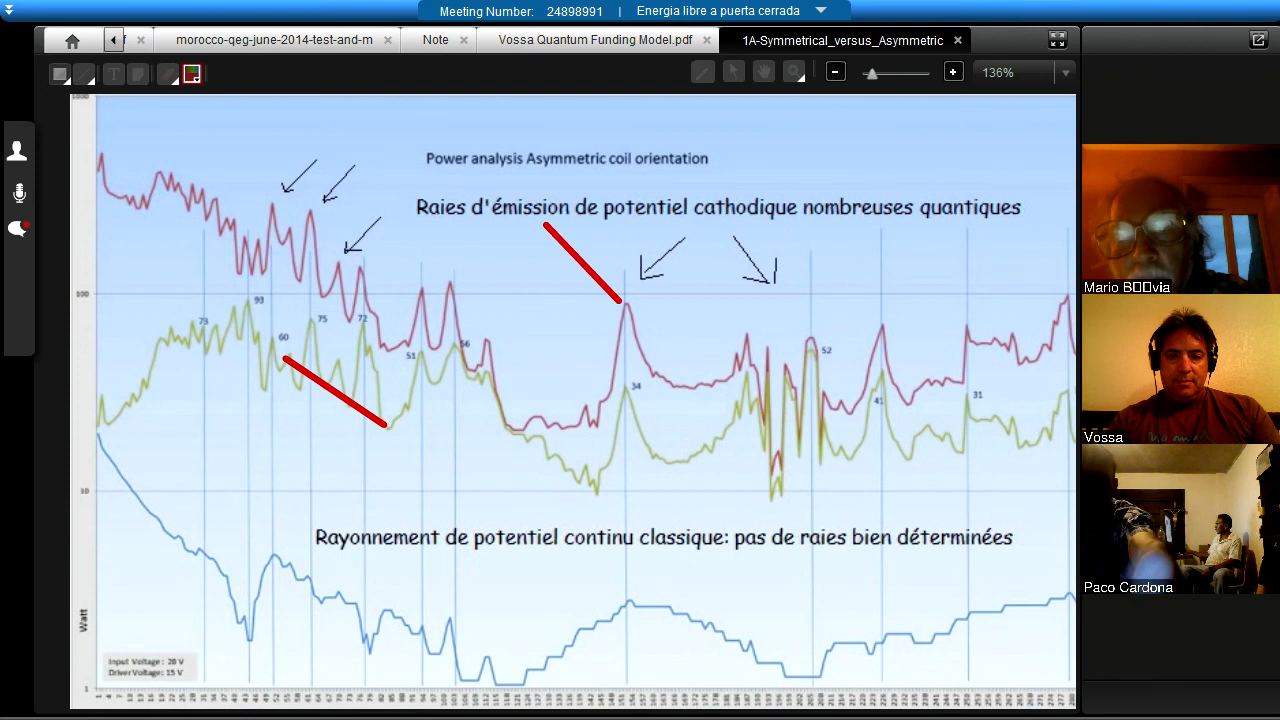 Meeting Number: 24898991 | Energia libre a puerta cerrada
f morocco-qeg-june-2014-test-and-m Note Vossa Quantum Funding Model.pdf 1A-Symmetrical_versus_Asymmetric
T 136%
1000
Power analysis Asymmetric coil orientation
Raies d'émission de potentiel cathodique nombreuses quantiques
100
93
73
75
72
60
51
56
34
52
41
31
10
Rayonnement de potentiel continu classique: pas de raies bien déterminées
Watt
Input Voltage : 20 V
Driver Voltage : 15 V
1
Mario B□□via
Vossa
Paco Cardona